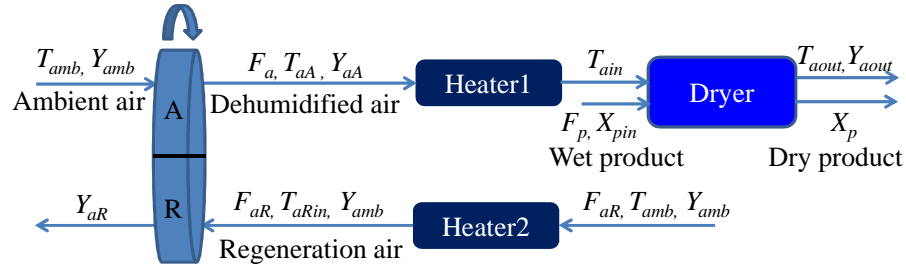 T_amb, Y_amb
Ambient air
A
R
F_a, T_aA , Y_aA
Dehumidified air
Heater1
T_ain
F_p, X_pin
Wet product
Dryer
T_aout, Y_aout
X_p
Dry product
Y_aR
F_aR, T_aRin, Y_amb
Regeneration air
Heater2
F_aR, T_amb, Y_amb